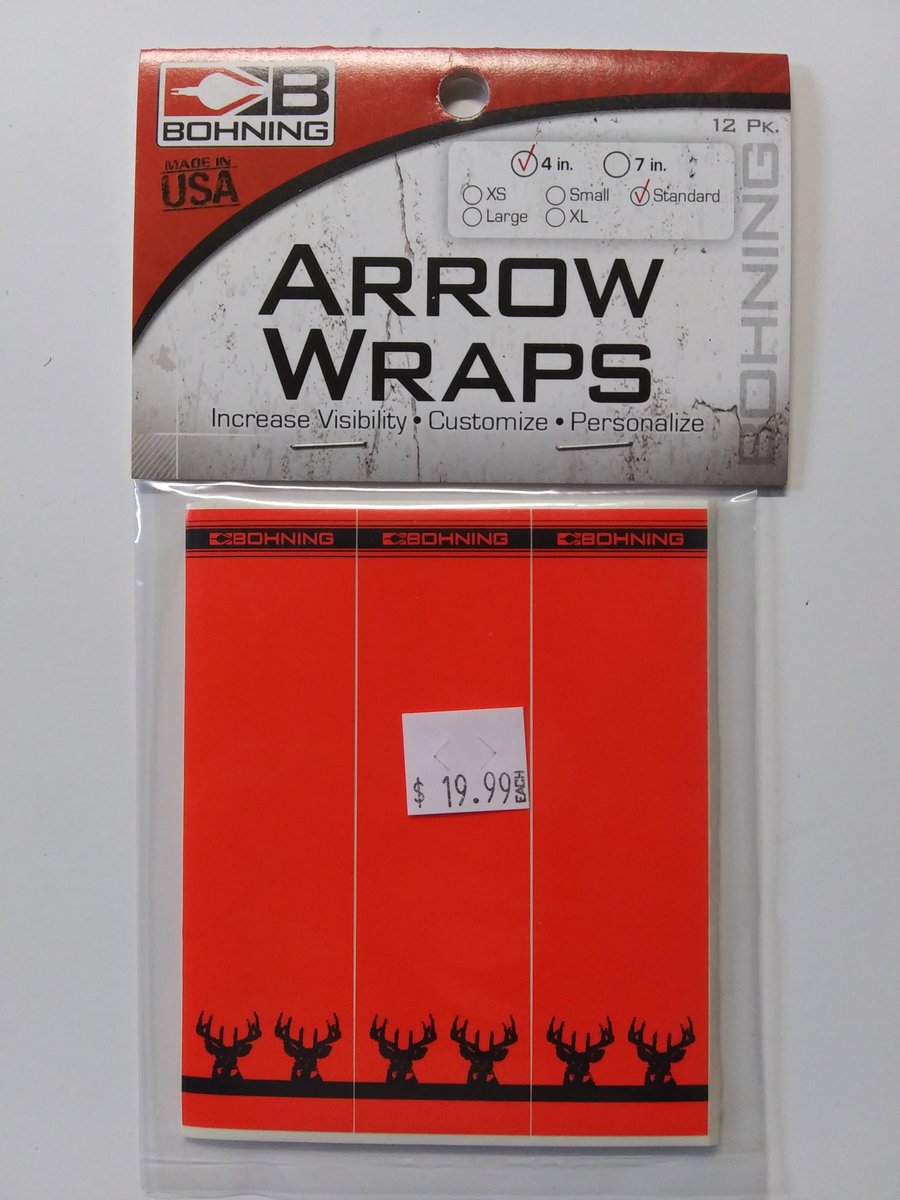 B
BOHNING
MADE IN
USA
12 PK.
4 in. 7 in.
XS Small Standard
Large XL
BOHNING
ARROW
WRAPS
Increase Visibility • Customize • Personalize
BOHNING BOHNING BOHNING
$ 19.99 EACH